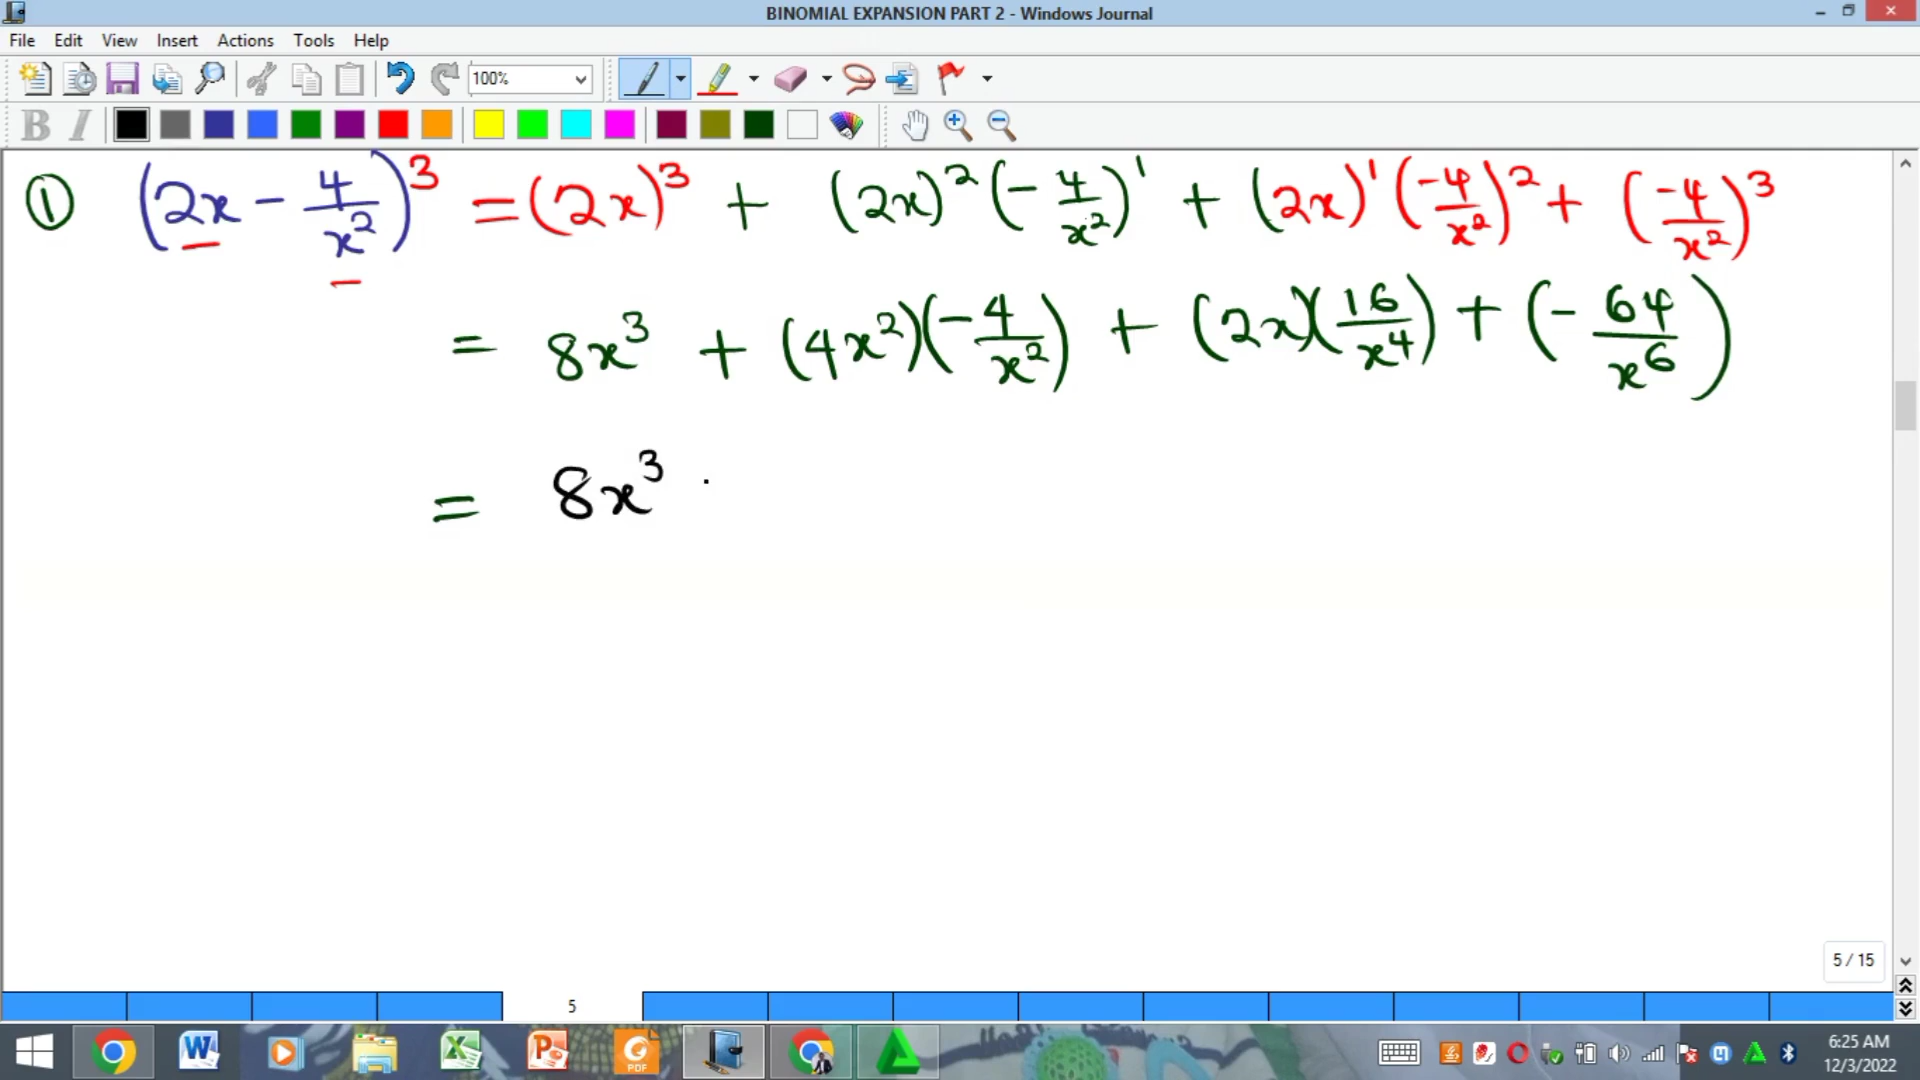 BINOMIAL EXPANSION PART 2 - Windows Journal
File Edit View Insert Actions Tools Help
100%
B I
① (2x - 4/x²)³ = (2x)³ + (2x)²(-4/x²)¹ + (2x)¹(-4/x²)² + (-4/x²)³
= 8x³ + (4x²)(-4/x²) + (2x)(16/x⁴) + (-64/x⁶)
= 8x³
5 / 15
5
6:25 AM
12/3/2022